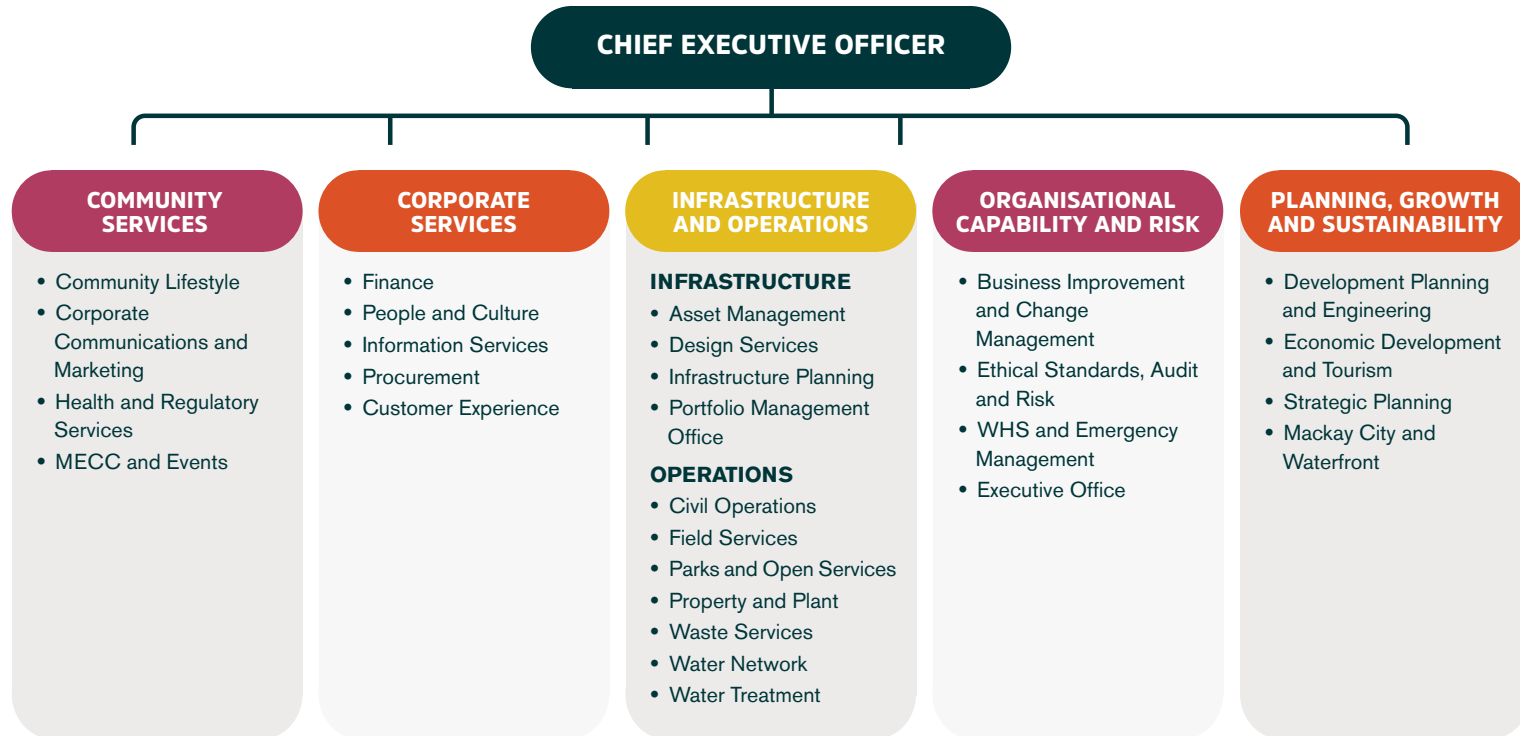 CHIEF EXECUTIVE OFFICER
COMMUNITY
SERVICES
• Community Lifestyle
• Corporate
Communications and
Marketing
• Health and Regulatory
Services
• MECC and Events
CORPORATE
SERVICES
• Finance
• People and Culture
• Information Services
• Procurement
• Customer Experience
INFRASTRUCTURE
AND OPERATIONS
INFRASTRUCTURE
• Asset Management
• Design Services
• Infrastructure Planning
• Portfolio Management
Office
OPERATIONS
• Civil Operations
• Field Services
• Parks and Open Services
• Property and Plant
• Waste Services
• Water Network
• Water Treatment
ORGANISATIONAL
CAPABILITY AND RISK
• Business Improvement
and Change
Management
• Ethical Standards, Audit
and Risk
• WHS and Emergency
Management
• Executive Office
PLANNING, GROWTH
AND SUSTAINABILITY
• Development Planning
and Engineering
• Economic Development
and Tourism
• Strategic Planning
• Mackay City and
Waterfront